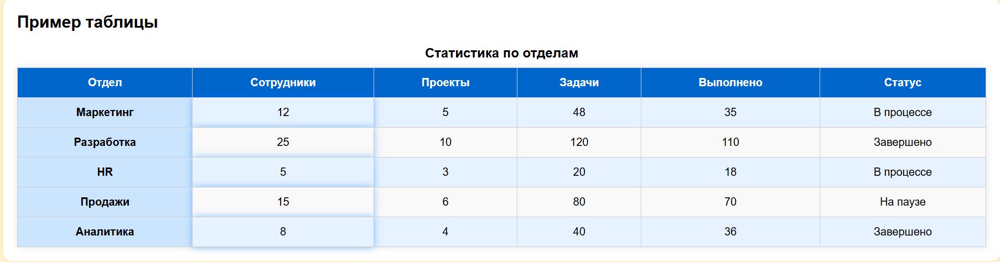 Пример таблицы
Статистика по отделам
Отдел Сотрудники Проекты Задачи Выполнено Статус
Маркетинг 12 5 48 35 В процессе
Разработка 25 10 120 110 Завершено
HR 5 3 20 18 В процессе
Продажи 15 6 80 70 На паузе
Аналитика 8 4 40 36 Завершено